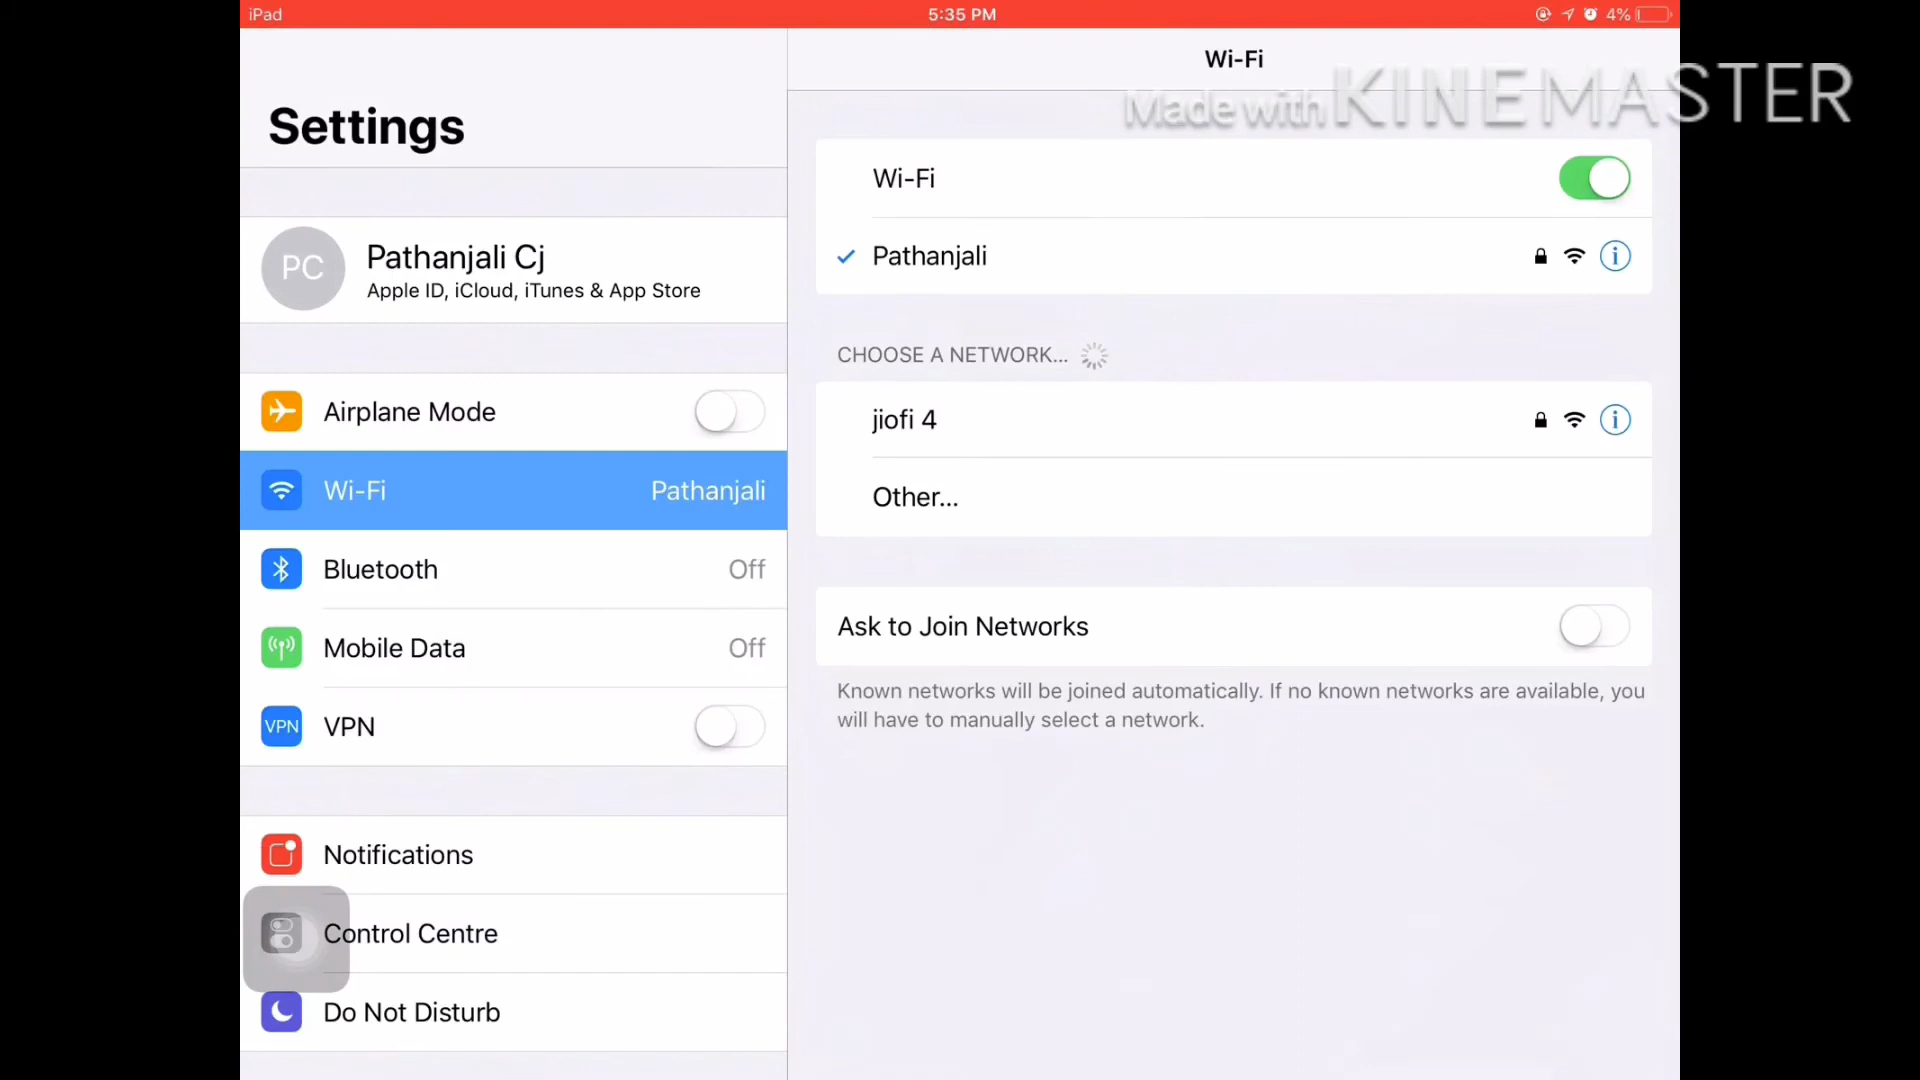 iPad
5:35 PM
4%
Settings
PC
Pathanjali Cj
Apple ID, iCloud, iTunes & App Store
Airplane Mode
Wi-Fi Pathanjali
Bluetooth Off
Mobile Data Off
VPN VPN
Notifications
Control Centre
Do Not Disturb
Wi-Fi
Made with KINEMASTER
Wi-Fi
Pathanjali
CHOOSE A NETWORK...
jiofi 4
Other...
Ask to Join Networks
Known networks will be joined automatically. If no known networks are available, you
will have to manually select a network.